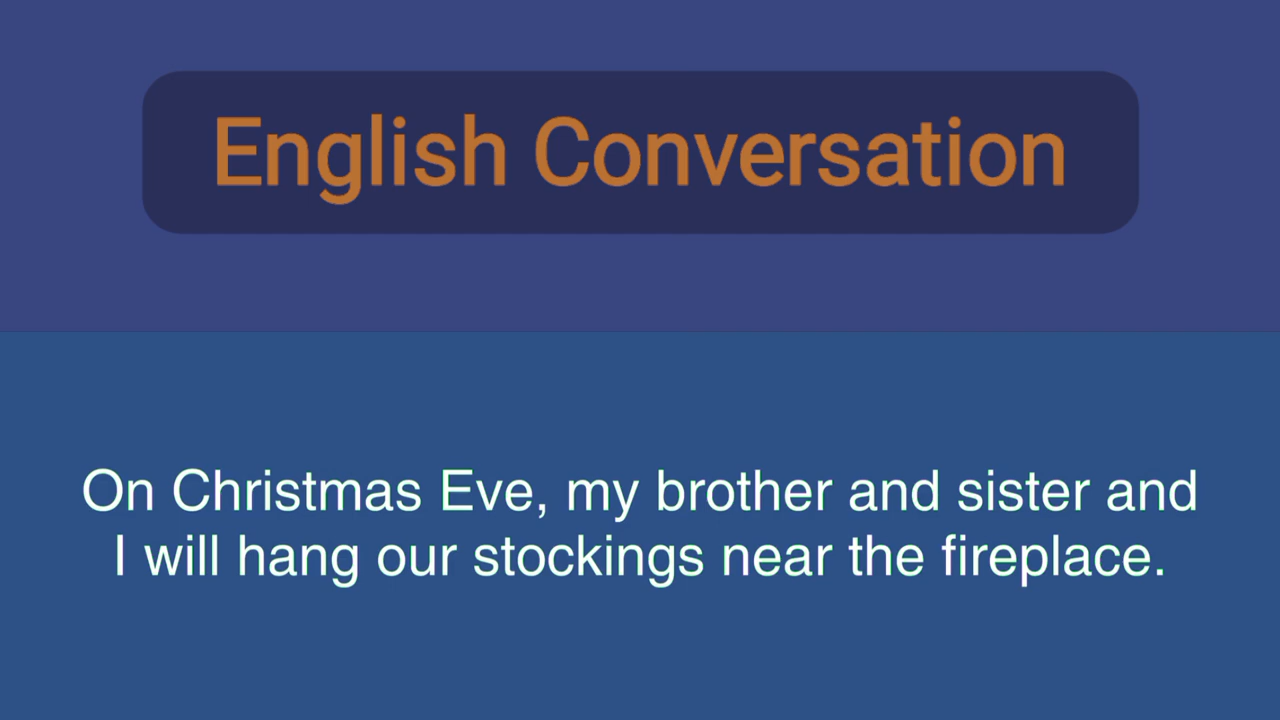 English Conversation
On Christmas Eve, my brother and sister and
I will hang our stockings near the fireplace.